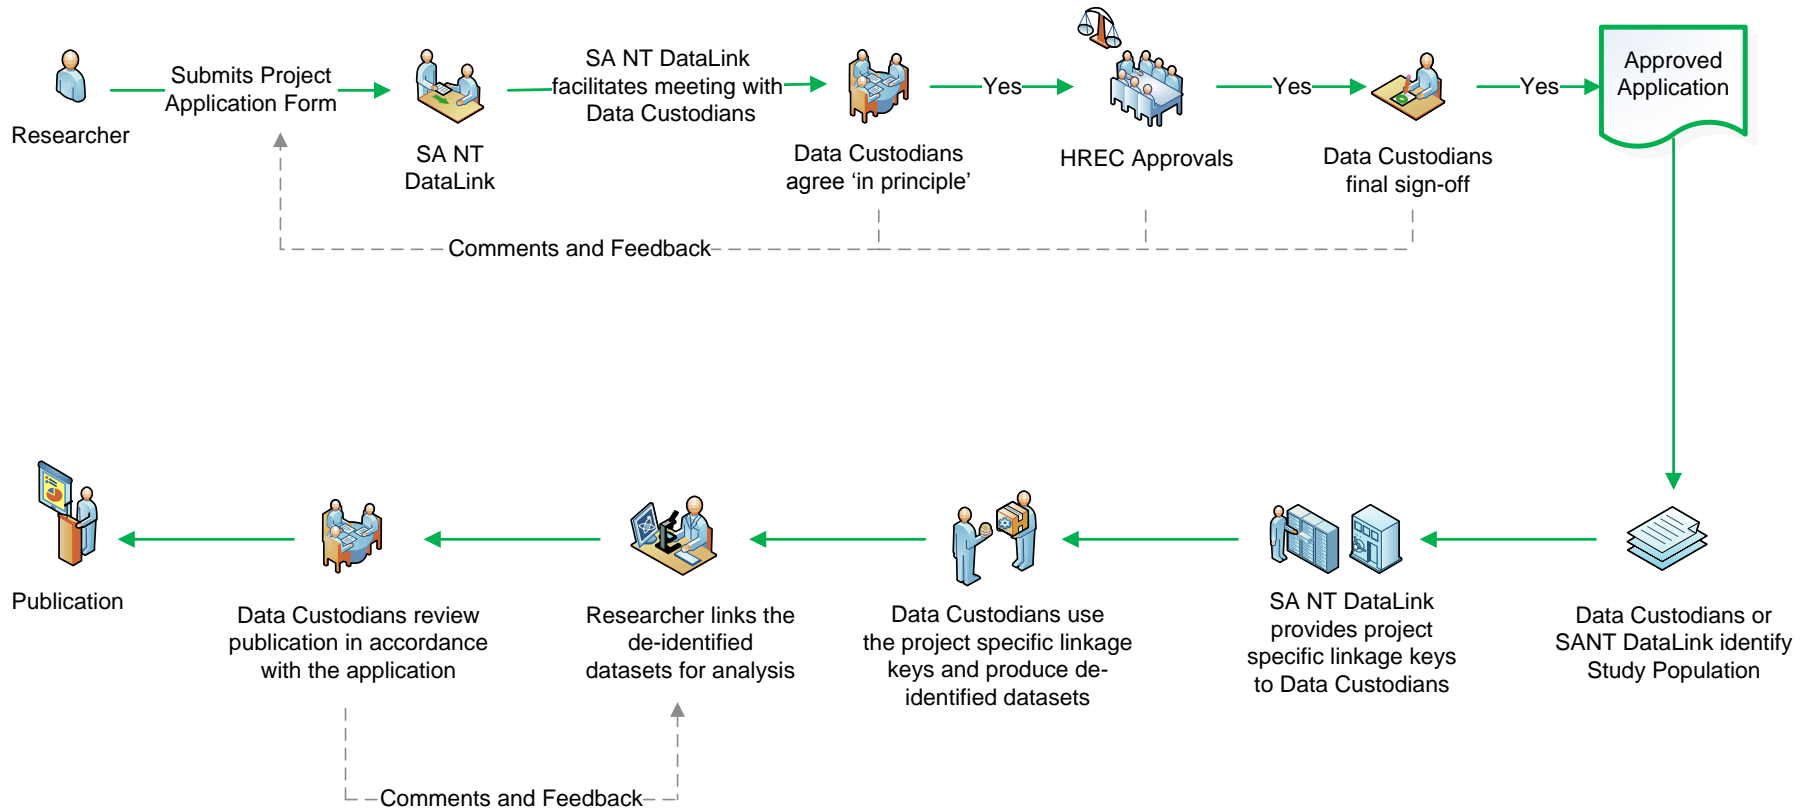 Researcher
Submits Project
Application Form
SA NT
DataLink
SA NT DataLink
facilitates meeting with
Data Custodians
Data Custodians
agree ‘in principle’
Yes
HREC Approvals
Yes
Data Custodians
final sign-off
Yes
Approved
Application
Comments and Feedback
Publication
Data Custodians review
publication in accordance
with the application
Researcher links the
de-identified
datasets for analysis
Data Custodians use
the project specific linkage
keys and produce de-
identified datasets
SA NT DataLink
provides project
specific linkage keys
to Data Custodians
Data Custodians or
SANT DataLink identify
Study Population
Comments and Feedback